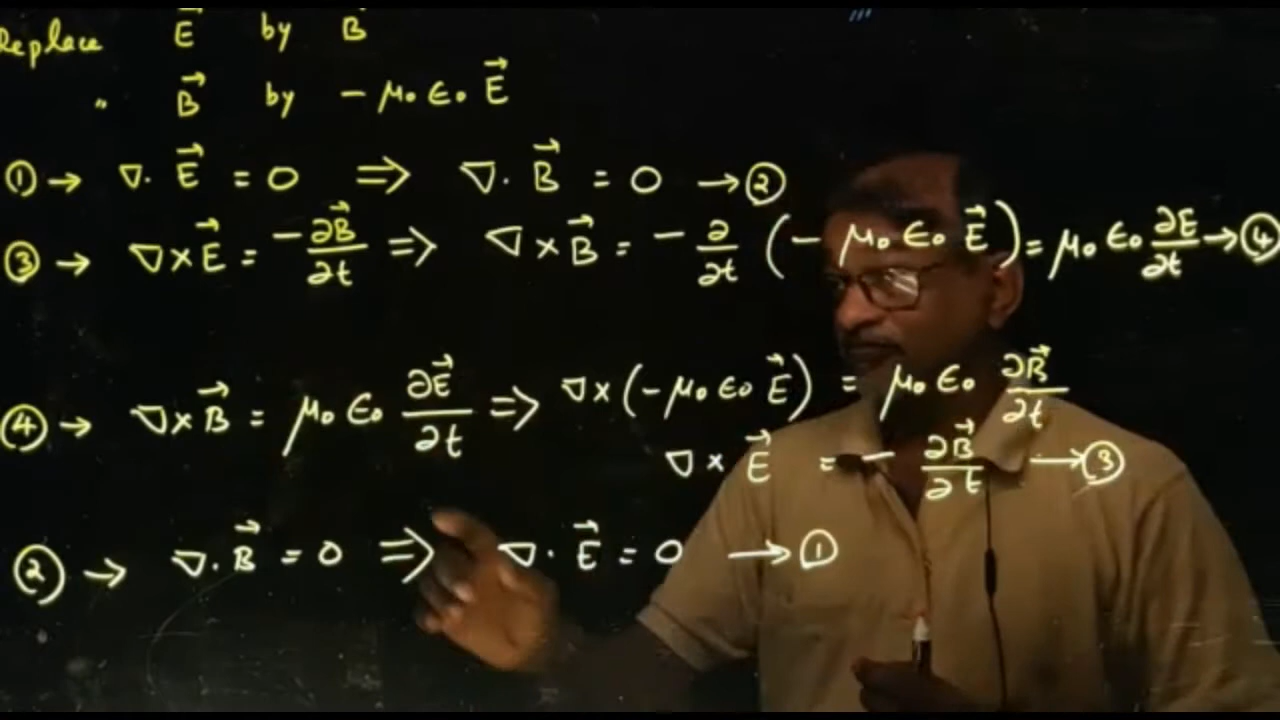 Replace E⃗ by B⃗
" B⃗ by - μ₀ ε₀ E⃗
① → ∇. E⃗ = 0 ⇒ ∇. B⃗ = 0 → ②
③ → ∇ × E⃗ = - ∂B⃗/∂t ⇒ ∇ × B⃗ = - ∂/∂t (- μ₀ ε₀ E⃗) = μ₀ ε₀ ∂E/∂t → ④
④ → ∇ × B⃗ = μ₀ ε₀ ∂E⃗/∂t ⇒ ∇ × (- μ₀ ε₀ E⃗) = μ₀ ε₀ ∂B⃗/∂t
∇ × E⃗ = - ∂B⃗/∂t → ③
② → ∇. B⃗ = 0 ⇒ ∇. E⃗ = 0 → ①